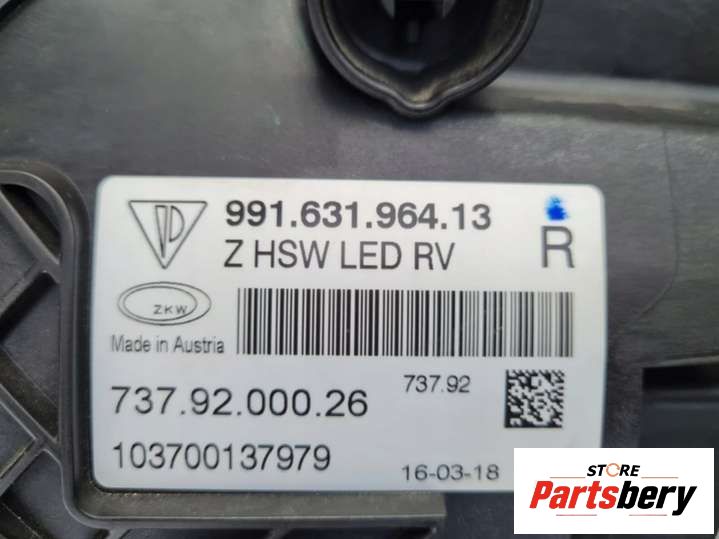 991.631.964.13
Z HSW LED RV
R
ZKW
Made in Austria
737.92
737.92.000.26
103700137979
16-03-18
STORE
Partsbery